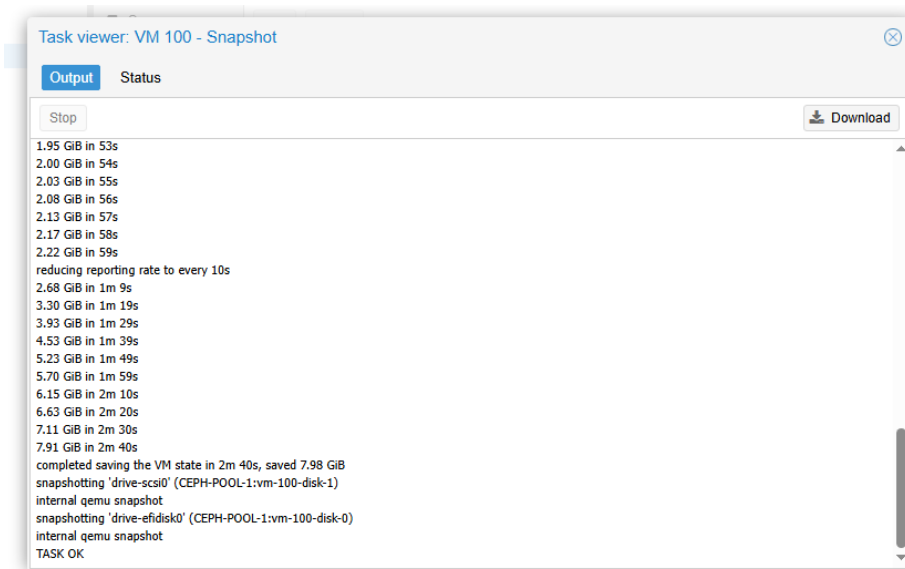 Task viewer: VM 100 - Snapshot
Output Status
Stop Download
1.95 GiB in 53s
2.00 GiB in 54s
2.03 GiB in 55s
2.08 GiB in 56s
2.13 GiB in 57s
2.17 GiB in 58s
2.22 GiB in 59s
reducing reporting rate to every 10s
2.68 GiB in 1m 9s
3.30 GiB in 1m 19s
3.93 GiB in 1m 29s
4.53 GiB in 1m 39s
5.23 GiB in 1m 49s
5.70 GiB in 1m 59s
6.15 GiB in 2m 10s
6.63 GiB in 2m 20s
7.11 GiB in 2m 30s
7.91 GiB in 2m 40s
completed saving the VM state in 2m 40s, saved 7.98 GiB
snapshotting 'drive-scsi0' (CEPH-POOL-1:vm-100-disk-1)
internal qemu snapshot
snapshotting 'drive-efidisk0' (CEPH-POOL-1:vm-100-disk-0)
internal qemu snapshot
TASK OK